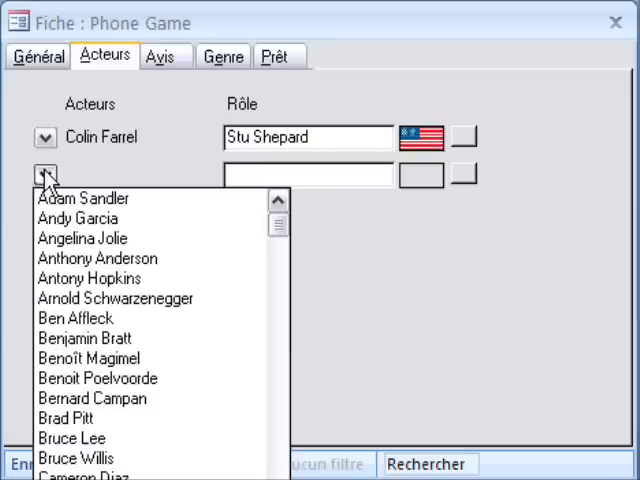 Fiche : Phone Game
Général Acteurs Avis Genre Prêt
Acteurs Rôle
Colin Farrel Stu Shepard
Adam Sandler
Andy Garcia
Angelina Jolie
Anthony Anderson
Antony Hopkins
Arnold Schwarzenegger
Ben Affleck
Benjamin Bratt
Benoît Magimel
Benoit Poelvoorde
Bernard Campan
Brad Pitt
Bruce Lee
Bruce Willis
Cameron Diaz
ucun filtre Rechercher